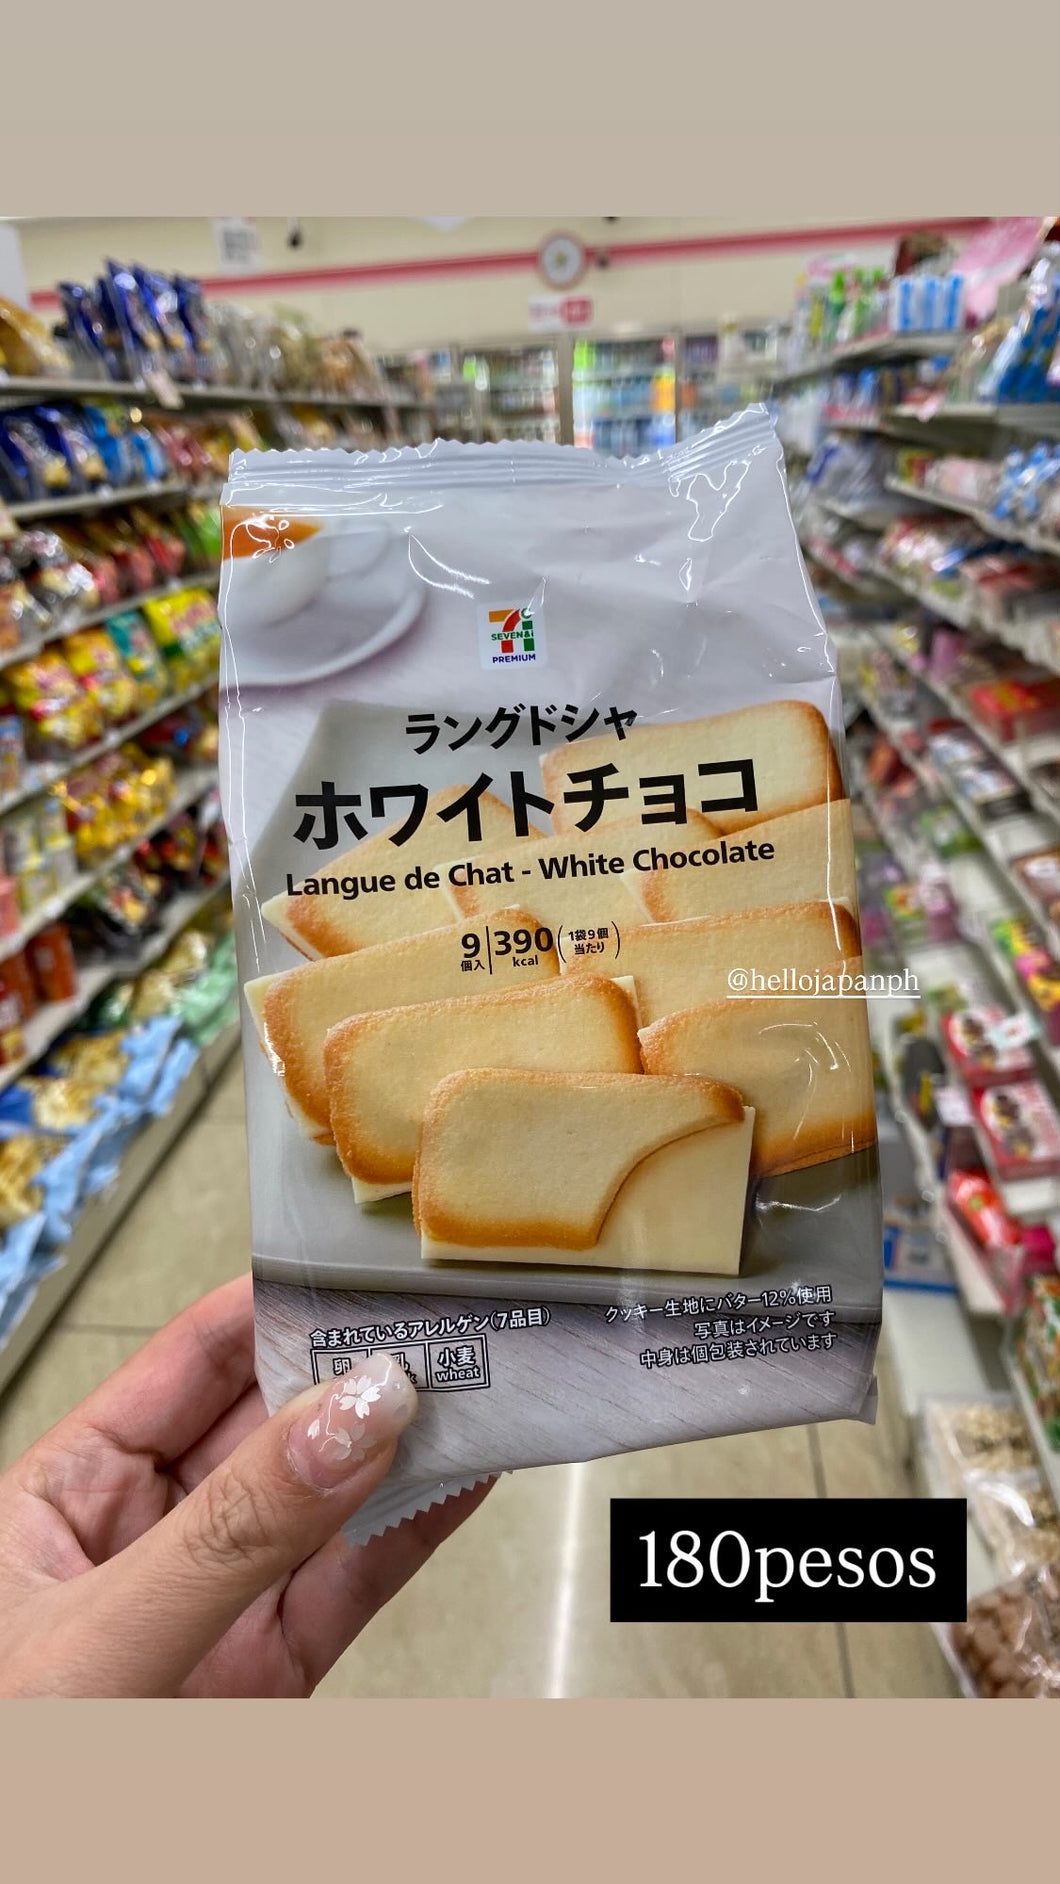 SEVEN&i
PREMIUM
ラングドシャ
ホワイトチョコ
Langue de Chat - White Chocolate
9個入 390kcal (1袋9個当たり)
@hellojapanph
クッキー生地にバター12%使用
写真はイメージです
中身は個包装されています
含まれているアレルゲン(7品目)
卵 乳 小麦
wheat
180pesos